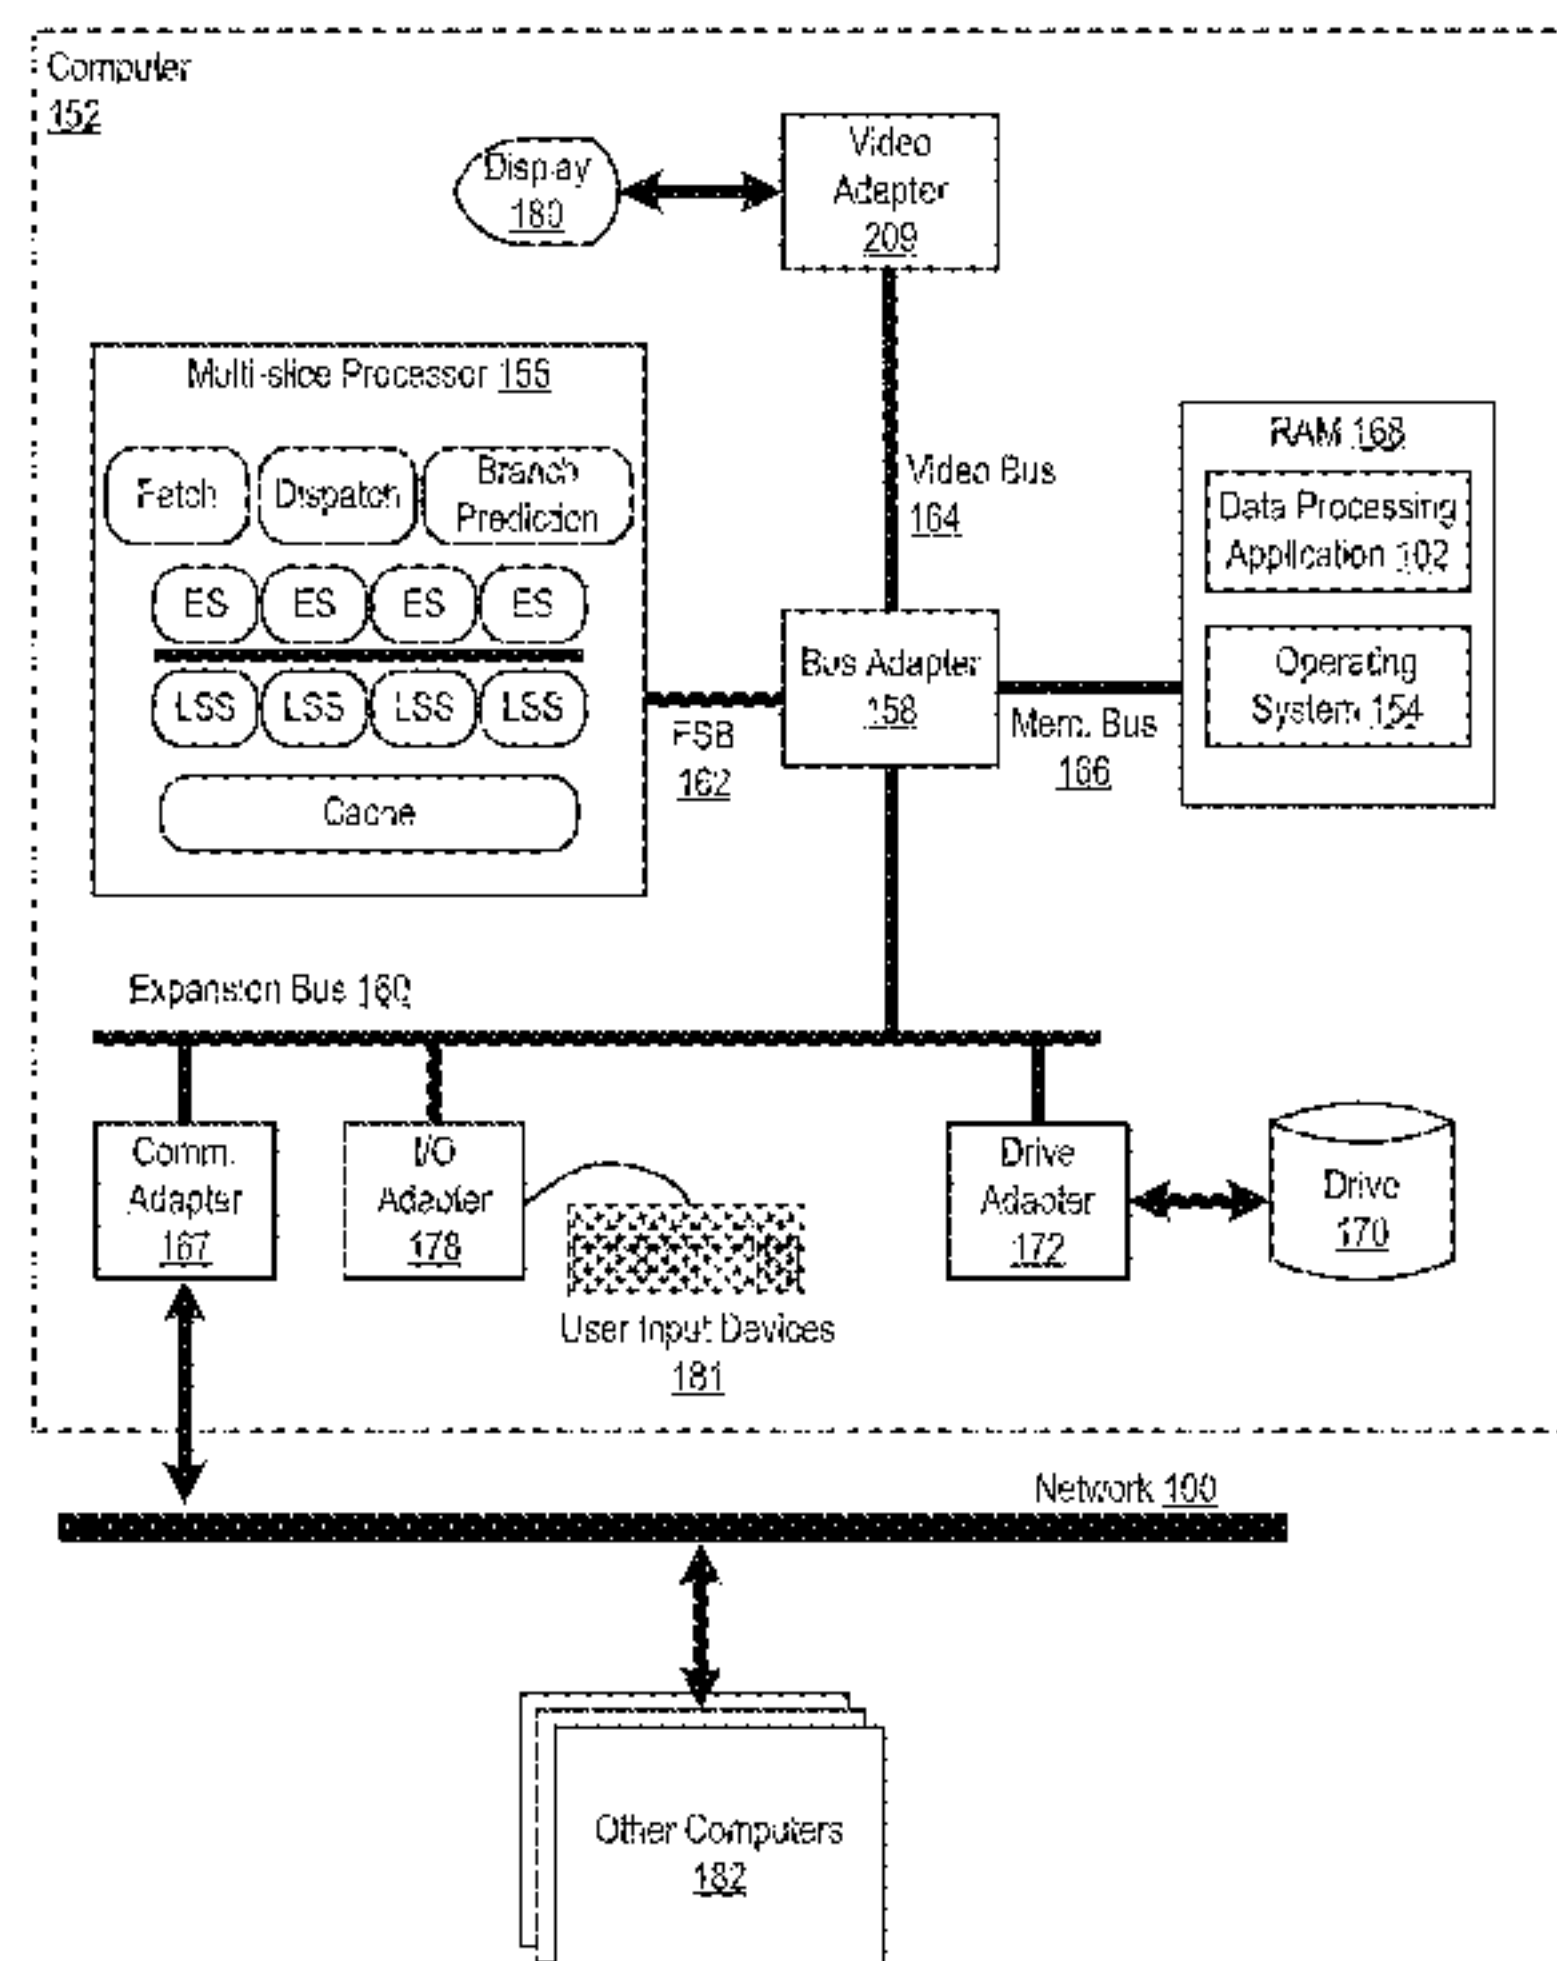 Computer
152
Display
180
Video
Adapter
209
Multi-slice Processor 156
Fetch
Dispatch
Branch
Prediction
ES
ES
ES
ES
LSS
LSS
LSS
LSS
Cache
Video Bus
164
RAM 168
Data Processing
Application 102
Operating
System 154
Bus Adapter
158
FSB
162
Mem. Bus
166
Expansion Bus 160
Comm.
Adapter
167
I/O
Adapter
178
User Input Devices
181
Drive
Adapter
172
Drive
170
Network 100
Other Computers
182